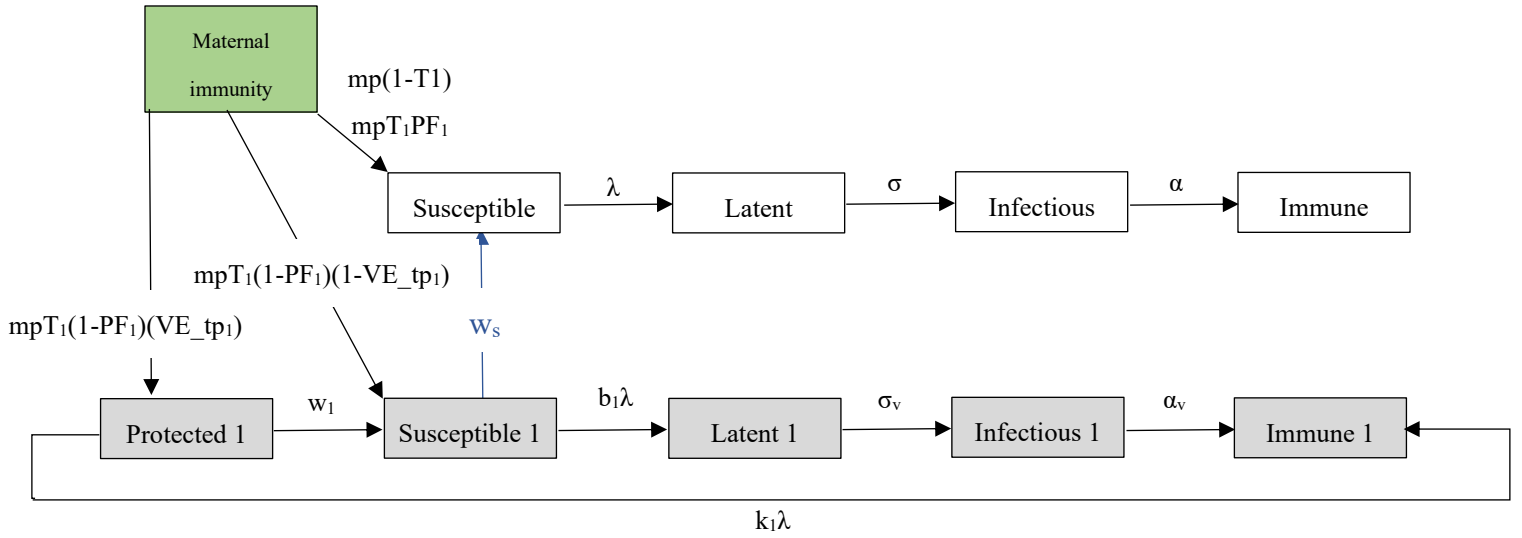 Maternal
immunity
mp(1-T1)
mpT₁PF₁
Susceptible
λ
Latent
σ
Infectious
α
Immune
mpT₁(1-PF₁)(1-VE_tp₁)
mpT₁(1-PF₁)(VE_tp₁)
wₛ
Protected 1
w₁
Susceptible 1
b₁λ
Latent 1
σᵥ
Infectious 1
αᵥ
Immune 1
k₁λ